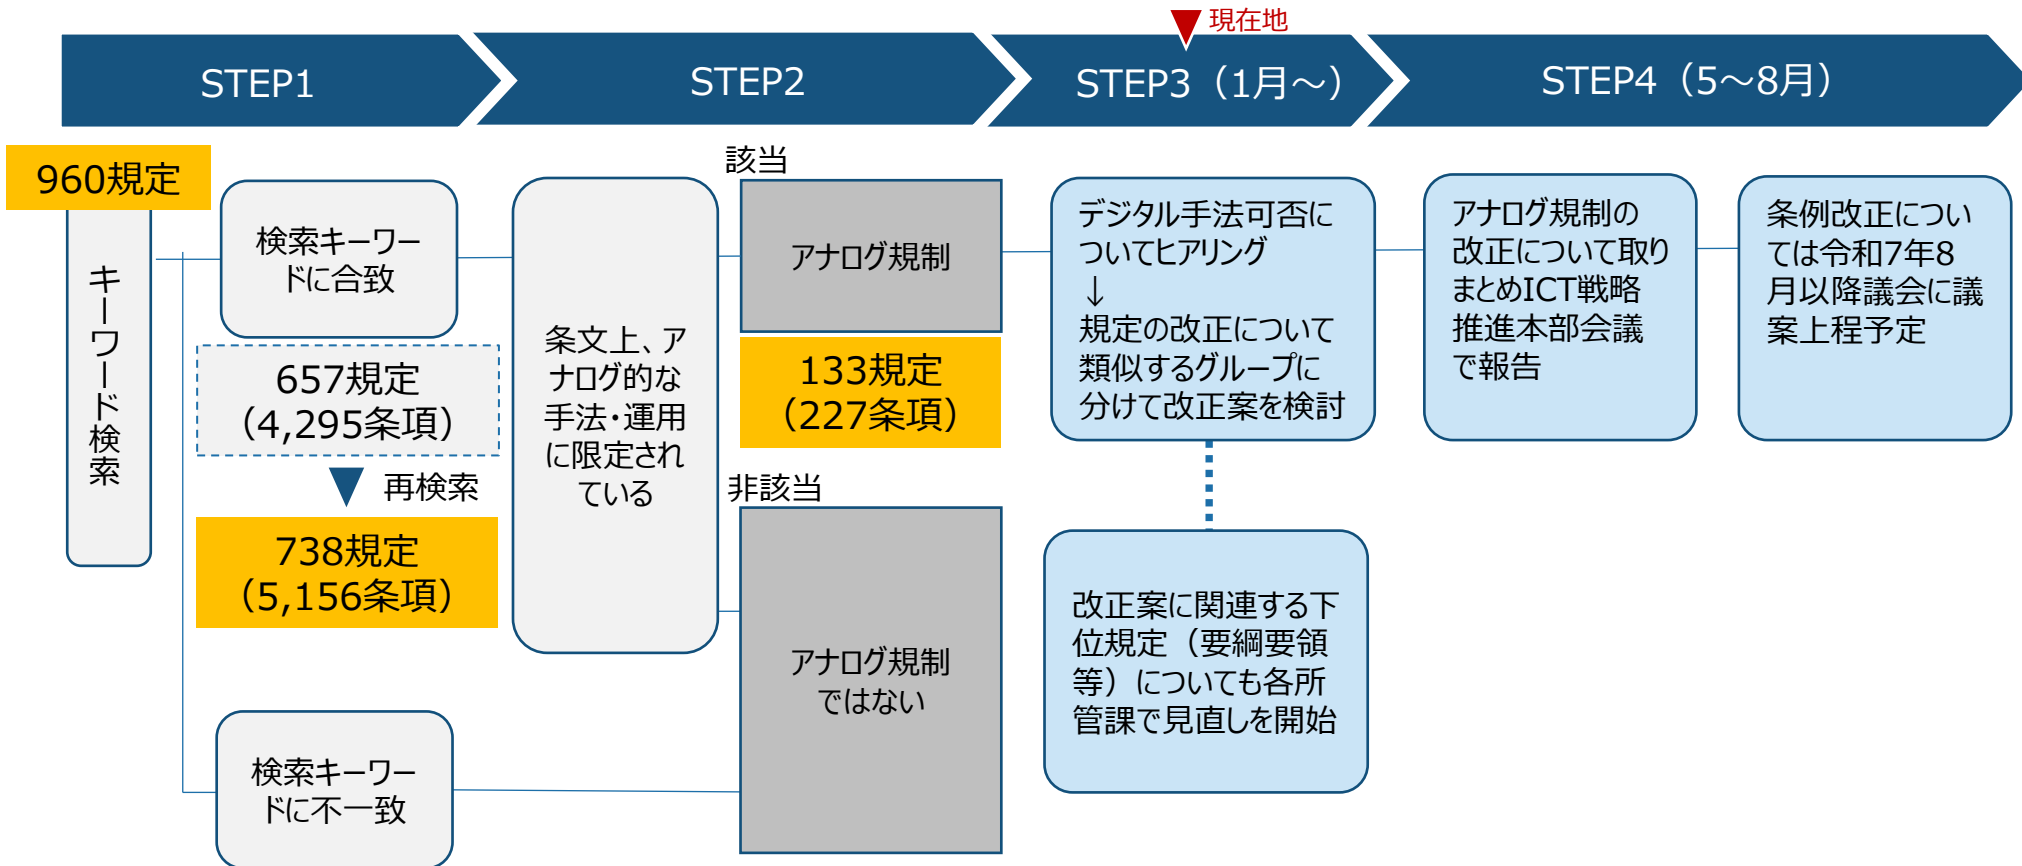 現在地
STEP1
STEP2
STEP3（1月～）
STEP4（5～8月）
960規定
キーワード検索
検索キーワー
ドに合致
657規定
（4,295条項）
再検索
738規定
（5,156条項）
検索キーワー
ドに不一致
条文上、ア
ナログ的な
手法・運用
に限定され
ている
該当
アナログ規制
133規定
（227条項）
非該当
アナログ規制
ではない
デジタル手法可否に
ついてヒアリング
↓
規定の改正について
類似するグループに
分けて改正案を検討
改正案に関連する下
位規定（要綱要領
等）についても各所
管課で見直しを開始
アナログ規制の
改正について取り
まとめICT戦略
推進本部会議
で報告
条例改正につい
ては令和7年8
月以降議会に議
案上程予定